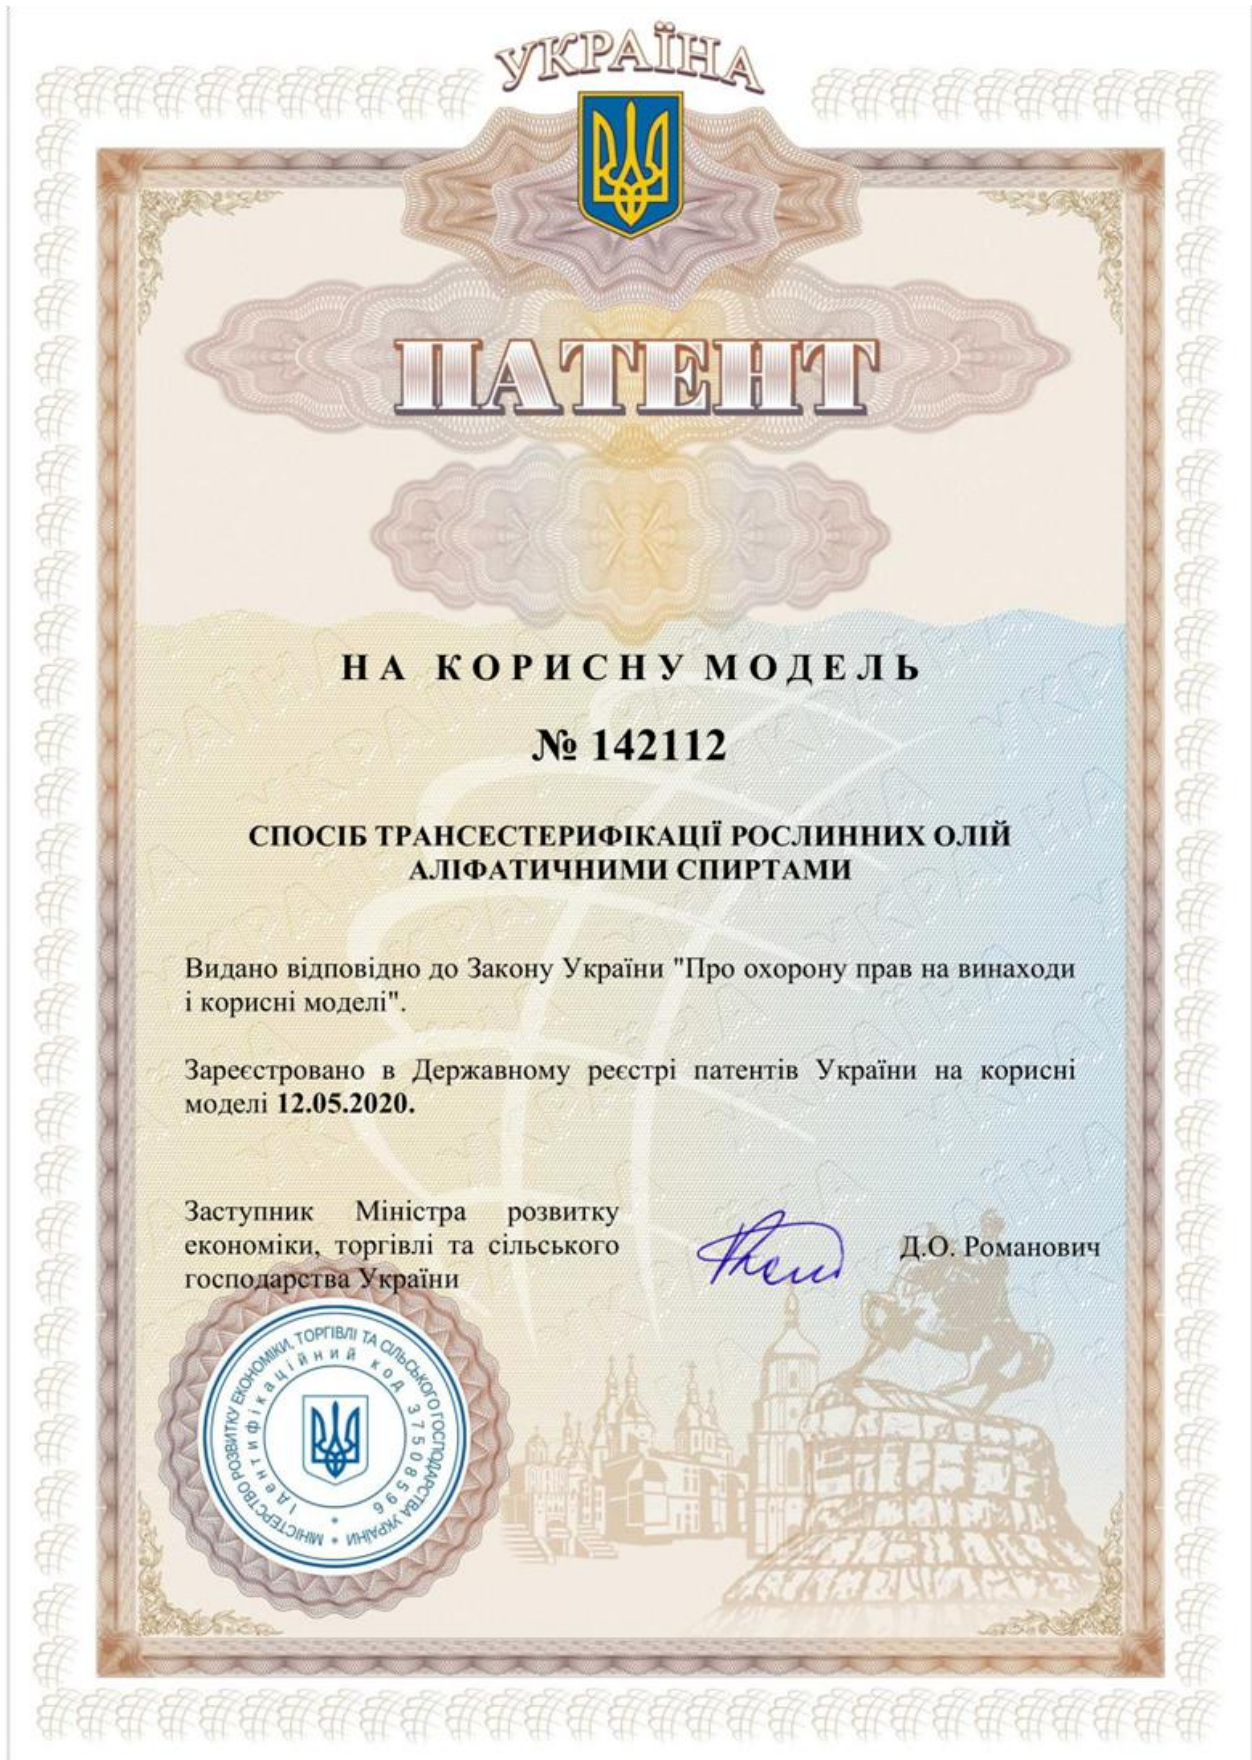 УКРАЇНА
ПАТЕНТ
НА КОРИСНУ МОДЕЛЬ
№ 142112
СПОСІБ ТРАНСЕСТЕРИФІКАЦІЇ РОСЛИННИХ ОЛІЙ
АЛІФАТИЧНИМИ СПИРТАМИ
Видано відповідно до Закону України "Про охорону прав на винаходи
і корисні моделі".
Зареєстровано в Державному реєстрі патентів України на корисні
моделі 12.05.2020.
Заступник Міністра розвитку
економіки, торгівлі та сільського
господарства України
Д.О. Романович
МІНІСТЕРСТВО РОЗВИТКУ ЕКОНОМІКИ, ТОРГІВЛІ ТА СІЛЬСЬКОГО ГОСПОДАРСТВА УКРАЇНИ *
Ідентифікаційний код 37508596 *